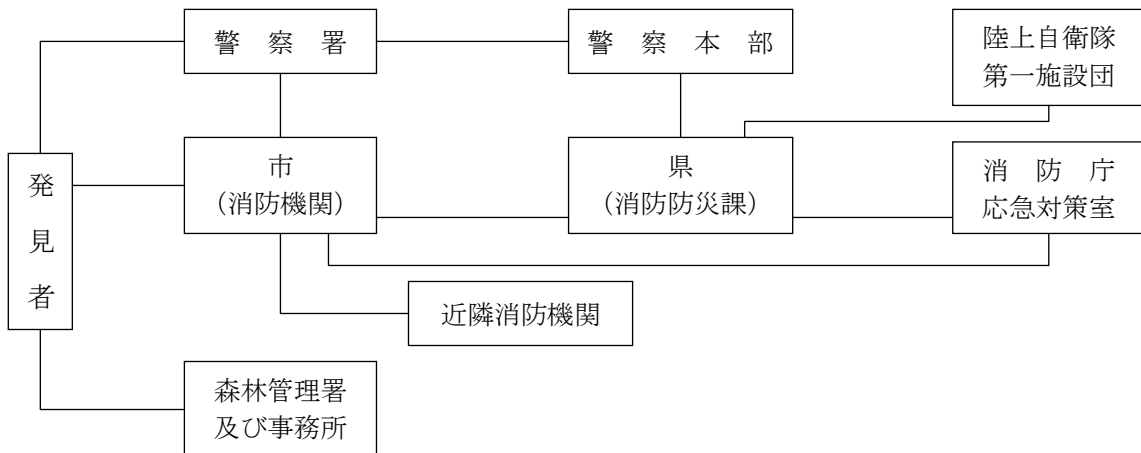 警察署
警察本部
陸上自衛隊
第一施設団
発見者
市
（消防機関）
県
（消防防災課）
消防庁
応急対策室
近隣消防機関
森林管理署
及び事務所